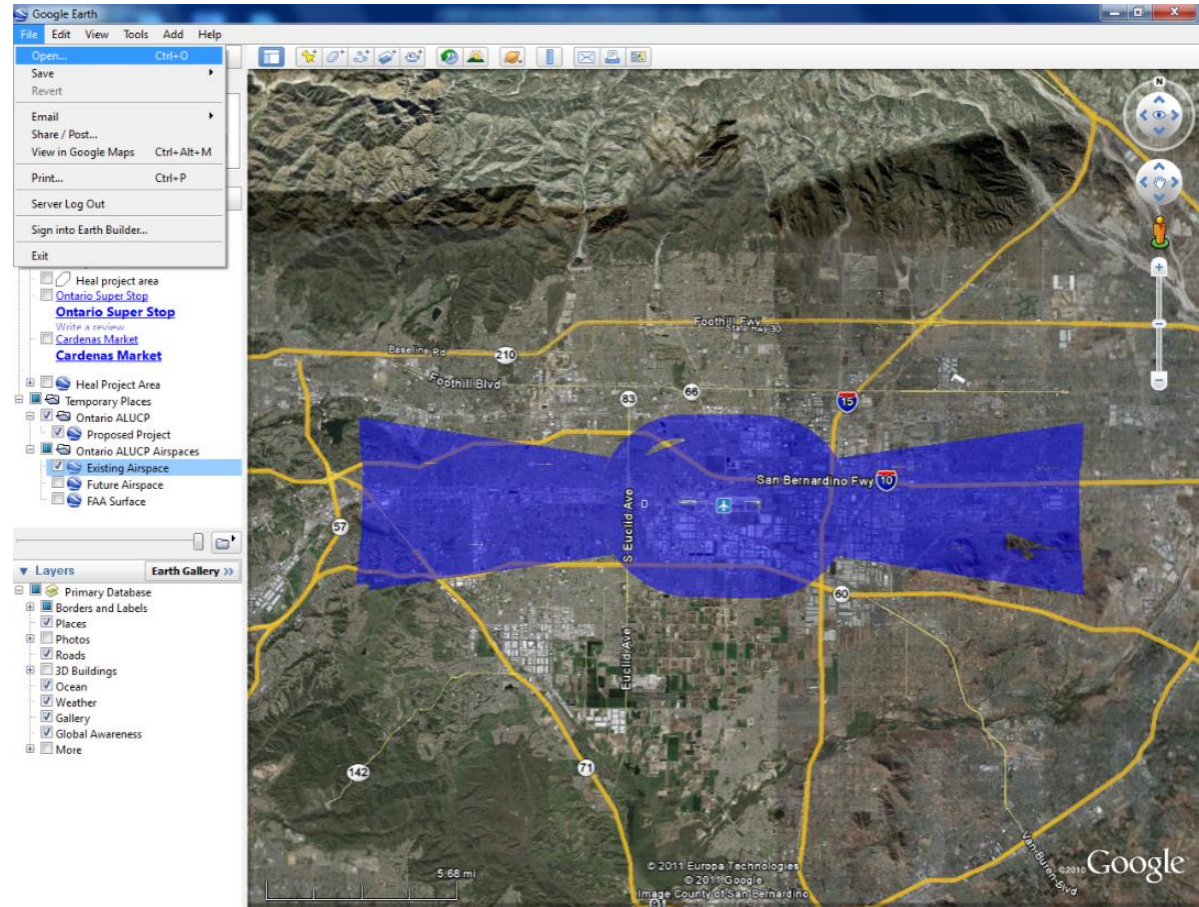 Google Earth
File Edit View Tools Add Help
Open... Ctrl+O
Save
Revert
Email
Share / Post...
View in Google Maps Ctrl+Alt+M
Print... Ctrl+P
Server Log Out
Sign into Earth Builder...
Exit
Heal project area
Ontario Super Stop
Ontario Super Stop
Write a review
Cardenas Market
Cardenas Market
Heal Project Area
Temporary Places
Ontario ALUCP
Proposed Project
Ontario ALUCP Airspaces
Existing Airspace
Future Airspace
FAA Surface
Layers Earth Gallery >>
Primary Database
Borders and Labels
Places
Photos
Roads
3D Buildings
Ocean
Weather
Gallery
Global Awareness
More
N
Foothill Fwy
State Hwy 30
Baseline Rd
210
Foothill Blvd
66
83
15
San Bernardino Fwy 10
S Euclid Ave
57
60
Euclid Ave
142
71
Van Buren Blvd
5.68 mi
© 2011 Europa Technologies
© 2011 Google
Image County of San Bernardino
91
©2010 Google